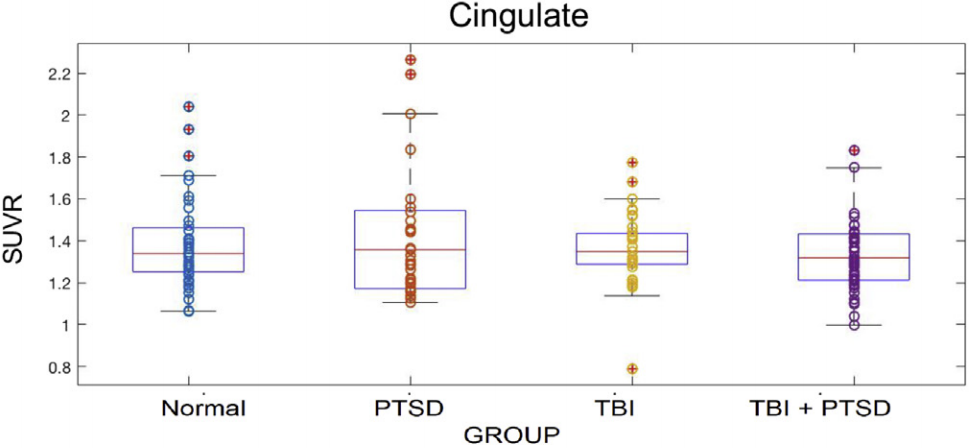 Cingulate
SUVR
2.2
2
1.8
1.6
1.4
1.2
1
0.8
Normal PTSD TBI TBI + PTSD
GROUP